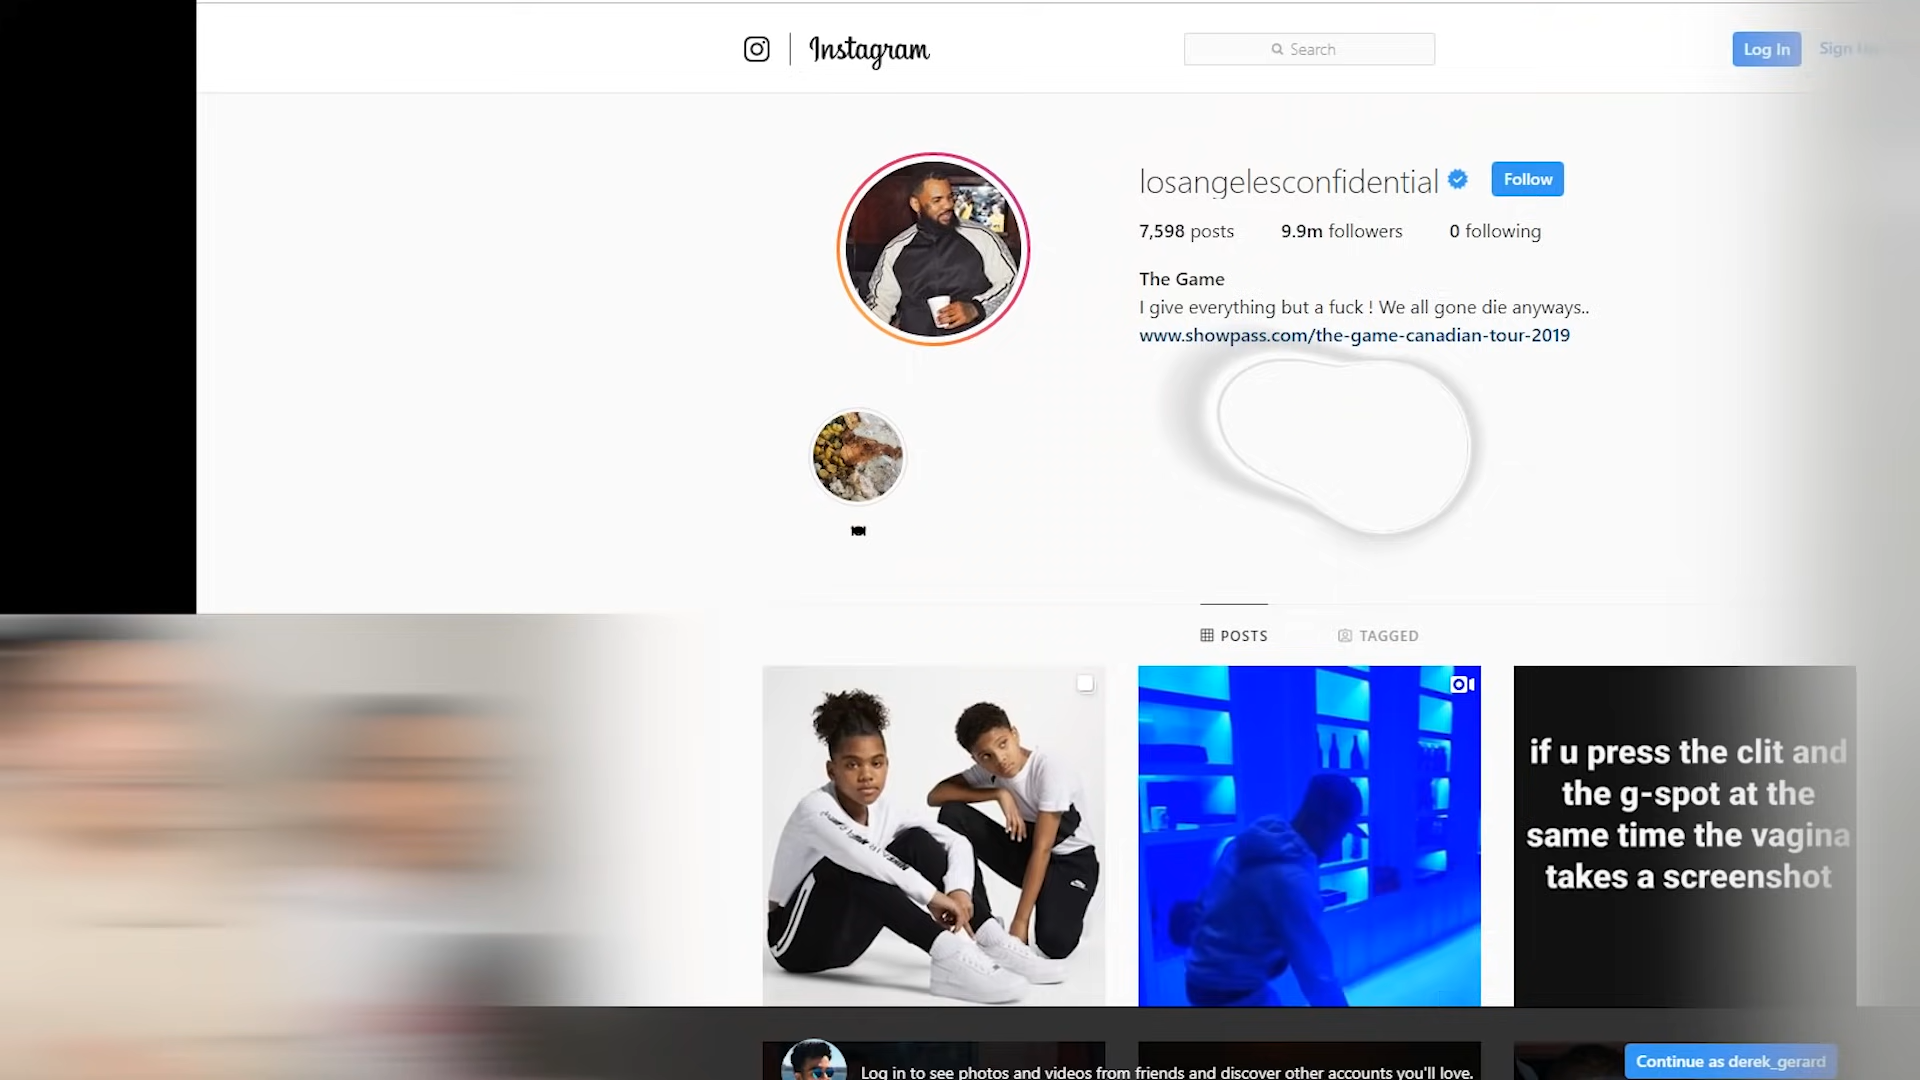 Instagram
Search
Log In
Sign
losangelesconfidential
Follow
7,598 posts
9.9m followers
0 following
The Game
I give everything but a fuck ! We all gone die anyways..
www.showpass.com/the-game-canadian-tour-2019
POSTS
TAGGED
if u press the clit and
the g-spot at the
same time the vagina
takes a screenshot
Log in to see photos and videos from friends and discover other accounts you'll love.
Continue as derek_gerard